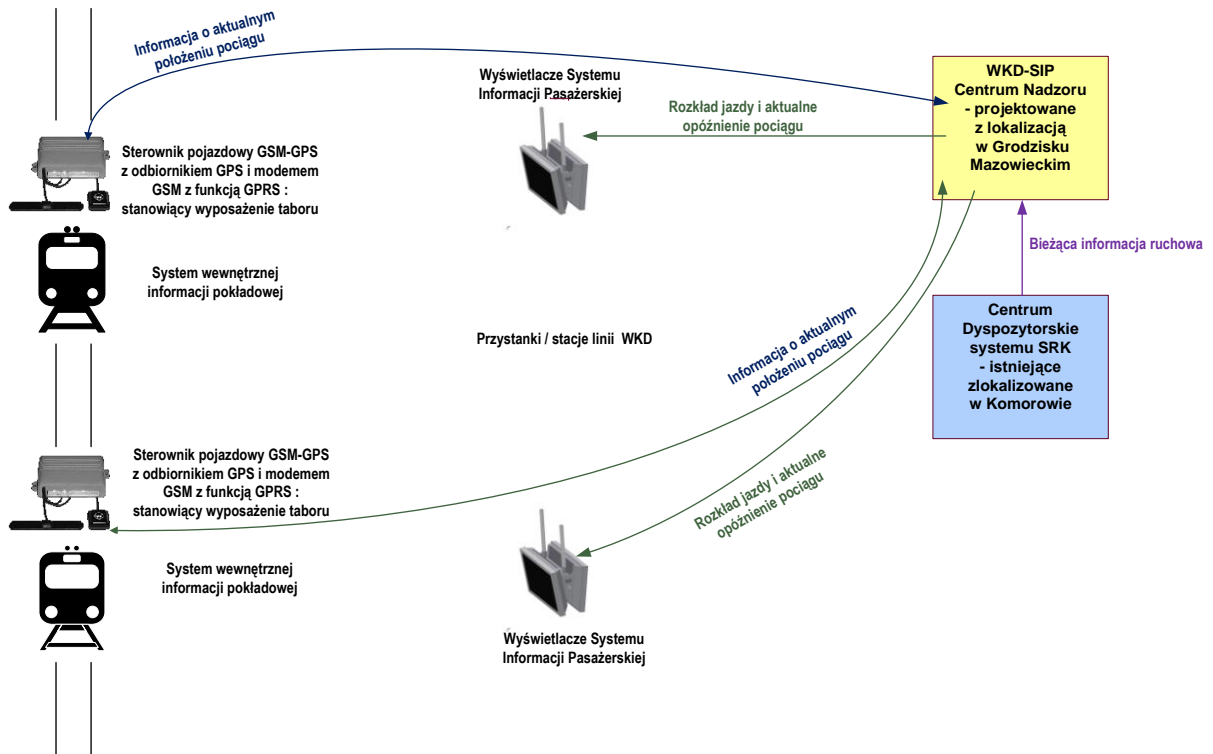 Informacja o aktualnym
położeniu pociągu
Wyświetlacze Systemu
Informacji Pasażerskiej
Rozkład jazdy i aktualne
opóźnienie pociągu
WKD-SIP
Centrum Nadzoru
- projektowane
z lokalizacją
w Grodzisku
Mazowieckim
Sterownik pojazdowy GSM-GPS
z odbiornikiem GPS i modemem
GSM z funkcją GPRS :
stanowiący wyposażenie taboru
System wewnętrznej
informacji pokładowej
Bieżąca informacja ruchowa
Przystanki / stacje linii WKD
Informacja o aktualnym
położeniu pociągu
Centrum
Dyspozytorskie
systemu SRK
- istniejące
zlokalizowane
w Komorowie
Sterownik pojazdowy GSM-GPS
z odbiornikiem GPS i modemem
GSM z funkcją GPRS :
stanowiący wyposażenie taboru
Rozkład jazdy i aktualne
opóźnienie pociągu
System wewnętrznej
informacji pokładowej
Wyświetlacze Systemu
Informacji Pasażerskiej